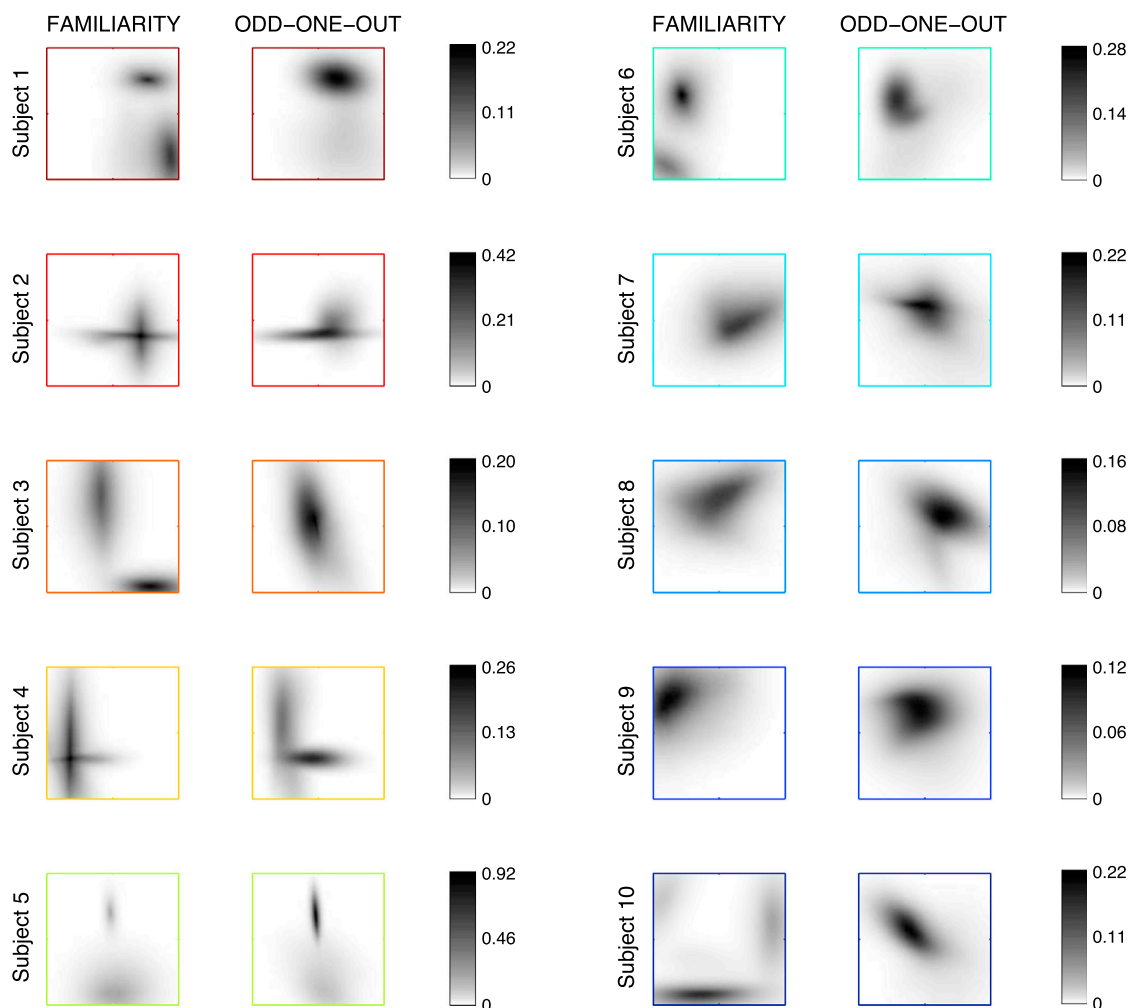 FAMILIARITY ODD−ONE−OUT
Subject 1
0.22
0.11
0
Subject 2
0.42
0.21
0
Subject 3
0.20
0.10
0
Subject 4
0.26
0.13
0
Subject 5
0.92
0.46
0
FAMILIARITY ODD−ONE−OUT
Subject 6
0.28
0.14
0
Subject 7
0.22
0.11
0
Subject 8
0.16
0.08
0
Subject 9
0.12
0.06
0
Subject 10
0.22
0.11
0